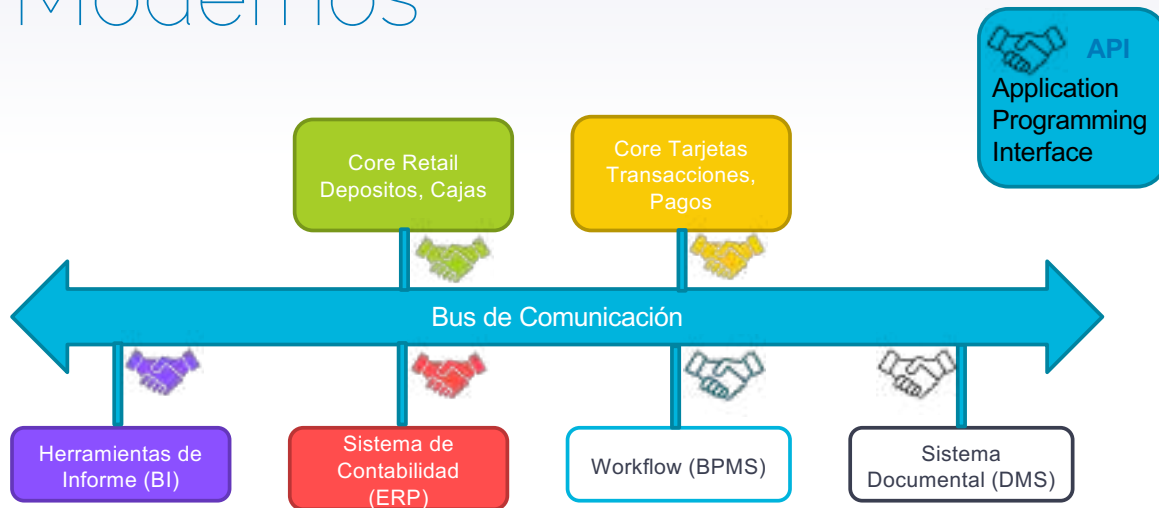 Modernos
API
Application
Programming
Interface
Core Retail
Depositos, Cajas
Core Tarjetas
Transacciones,
Pagos
Bus de Comunicación
Herramientas de
Informe (BI)
Sistema de
Contabilidad
(ERP)
Workflow (BPMS)
Sistema
Documental (DMS)